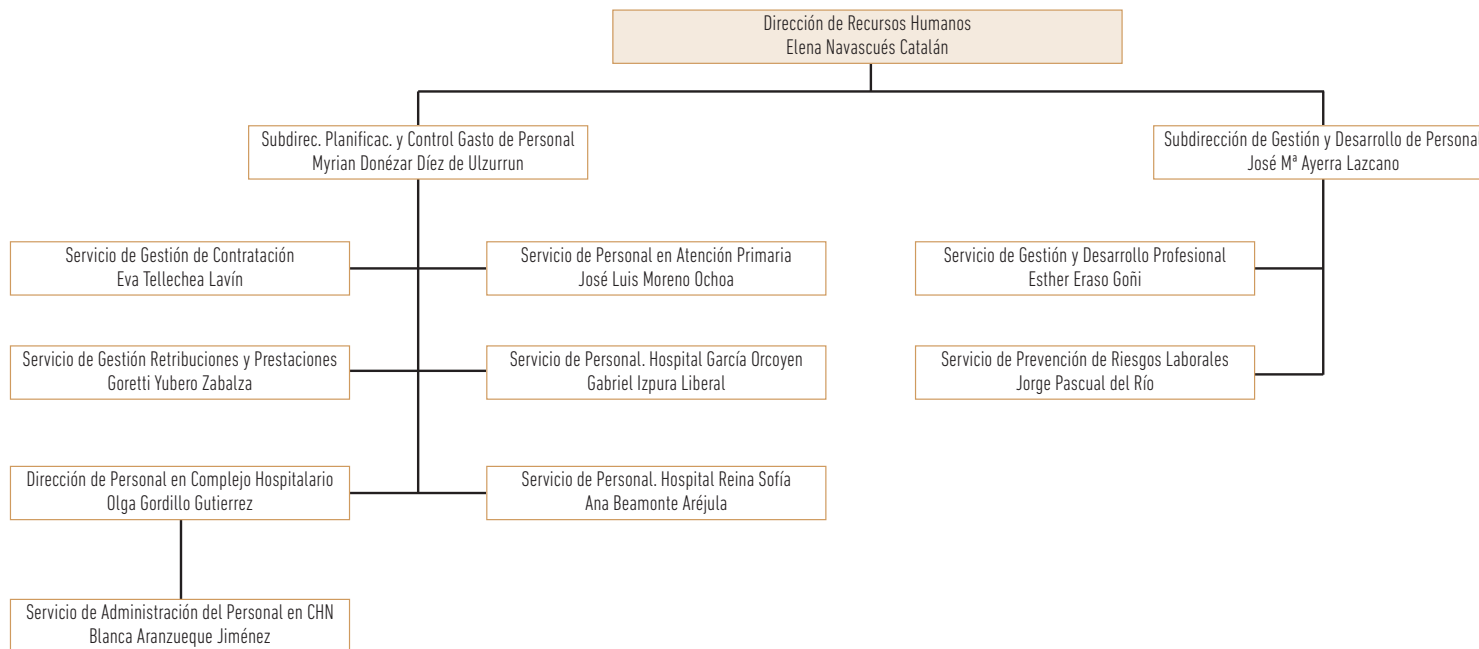 Dirección de Recursos Humanos
Elena Navascués Catalán
Subdirec. Planificac. y Control Gasto de Personal
Myrian Donézar Díez de Ulzurrun
Subdirección de Gestión y Desarrollo de Personal
José Mª Ayerra Lazcano
Servicio de Gestión de Contratación
Eva Tellechea Lavín
Servicio de Personal en Atención Primaria
José Luis Moreno Ochoa
Servicio de Gestión y Desarrollo Profesional
Esther Eraso Goñi
Servicio de Gestión Retribuciones y Prestaciones
Goretti Yubero Zabalza
Servicio de Personal. Hospital García Orcoyen
Gabriel Izpura Liberal
Servicio de Prevención de Riesgos Laborales
Jorge Pascual del Río
Dirección de Personal en Complejo Hospitalario
Olga Gordillo Gutierrez
Servicio de Personal. Hospital Reina Sofía
Ana Beamonte Aréjula
Servicio de Administración del Personal en CHN
Blanca Aranzueque Jiménez